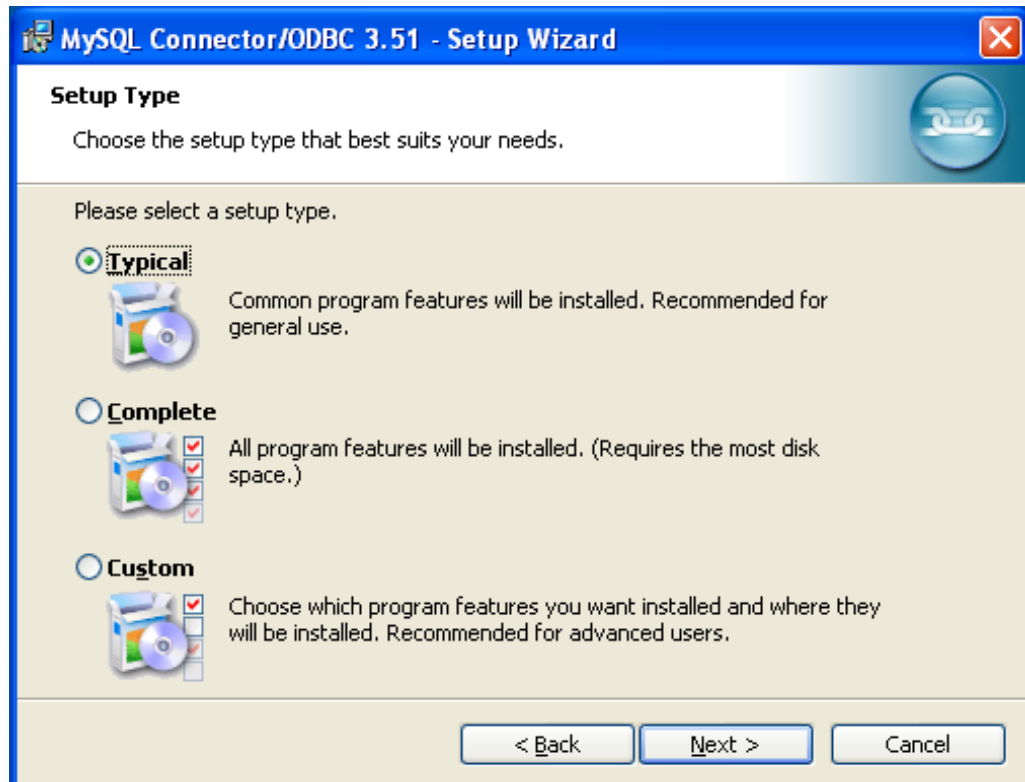 MySQL Connector/ODBC 3.51 - Setup Wizard
Setup Type
Choose the setup type that best suits your needs.
Please select a setup type.
Typical
Common program features will be installed. Recommended for
general use.
Complete
All program features will be installed. (Requires the most disk
space.)
Custom
Choose which program features you want installed and where they
will be installed. Recommended for advanced users.
< Back Next > Cancel